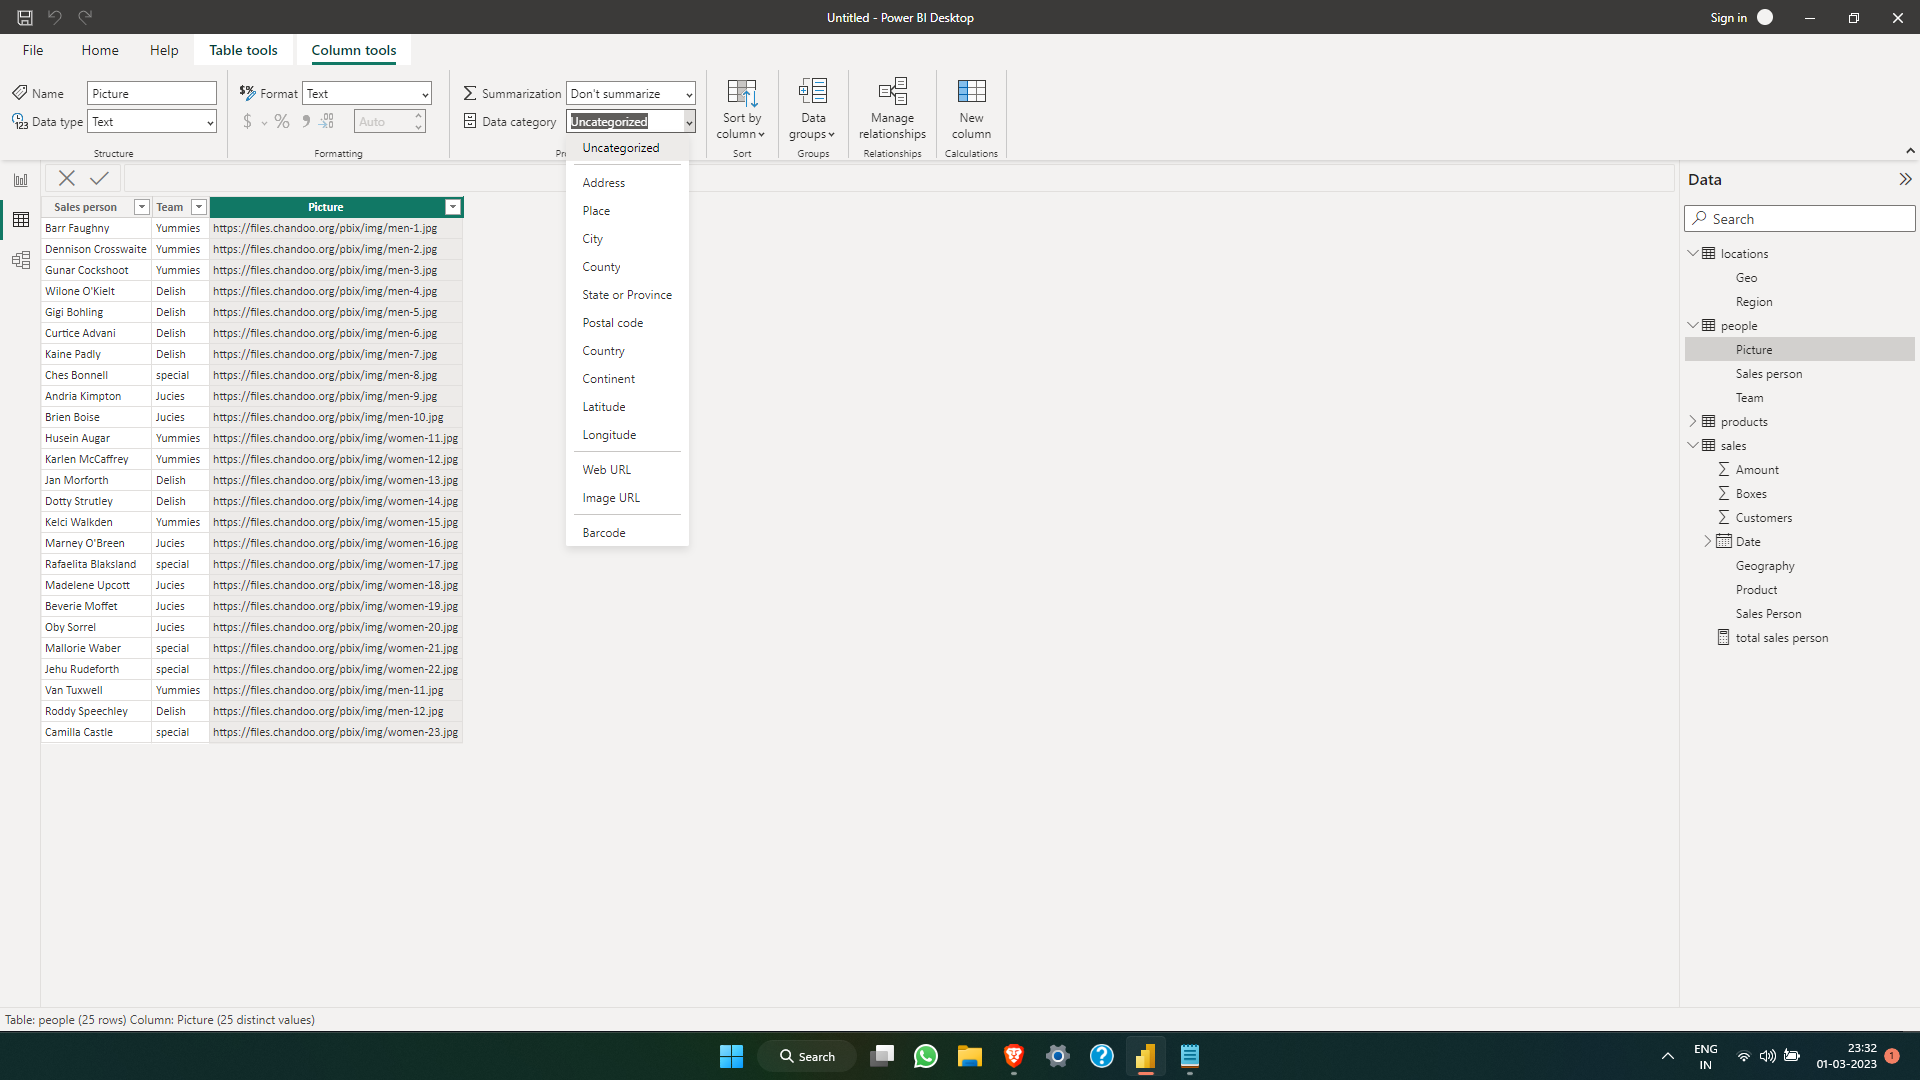 Untitled - Power BI Desktop
Sign in
File Home Help Table tools Column tools
Name Picture
Data type Text
Structure
Format Text
$ % Auto
Formatting
Summarization Don't summarize
Data category Uncategorized
Sort by column
Sort
Data groups
Groups
Manage relationships
Relationships
New column
Calculations
Uncategorized
Address
Place
City
County
State or Province
Postal code
Country
Continent
Latitude
Longitude
Web URL
Image URL
Barcode
Sales person Team Picture
Barr Faughny Yummies https://files.chandoo.org/pbix/img/men-1.jpg
Dennison Crosswaite Yummies https://files.chandoo.org/pbix/img/men-2.jpg
Gunar Cockshoot Yummies https://files.chandoo.org/pbix/img/men-3.jpg
Wilone O'Kielt Delish https://files.chandoo.org/pbix/img/men-4.jpg
Gigi Bohling Delish https://files.chandoo.org/pbix/img/men-5.jpg
Curtice Advani Delish https://files.chandoo.org/pbix/img/men-6.jpg
Kaine Padly Delish https://files.chandoo.org/pbix/img/men-7.jpg
Ches Bonnell special https://files.chandoo.org/pbix/img/men-8.jpg
Andria Kimpton Jucies https://files.chandoo.org/pbix/img/men-9.jpg
Brien Boise Jucies https://files.chandoo.org/pbix/img/men-10.jpg
Husein Augar Yummies https://files.chandoo.org/pbix/img/women-11.jpg
Karlen McCaffrey Yummies https://files.chandoo.org/pbix/img/women-12.jpg
Jan Morforth Delish https://files.chandoo.org/pbix/img/women-13.jpg
Dotty Strutley Delish https://files.chandoo.org/pbix/img/women-14.jpg
Kelci Walkden Yummies https://files.chandoo.org/pbix/img/women-15.jpg
Marney O'Breen Jucies https://files.chandoo.org/pbix/img/women-16.jpg
Rafaelita Blaksland special https://files.chandoo.org/pbix/img/women-17.jpg
Madelene Upcott Jucies https://files.chandoo.org/pbix/img/women-18.jpg
Beverie Moffet Jucies https://files.chandoo.org/pbix/img/women-19.jpg
Oby Sorrel Jucies https://files.chandoo.org/pbix/img/women-20.jpg
Mallorie Waber special https://files.chandoo.org/pbix/img/women-21.jpg
Jehu Rudeforth special https://files.chandoo.org/pbix/img/women-22.jpg
Van Tuxwell Yummies https://files.chandoo.org/pbix/img/men-11.jpg
Roddy Speechley Delish https://files.chandoo.org/pbix/img/men-12.jpg
Camilla Castle special https://files.chandoo.org/pbix/img/women-23.jpg
Data
Search
locations
Geo
Region
people
Picture
Sales person
Team
products
sales
Amount
Boxes
Customers
Date
Geography
Product
Sales Person
total sales person
Table: people (25 rows) Column: Picture (25 distinct values)
Search
ENG
IN
23:32
01-03-2023
1